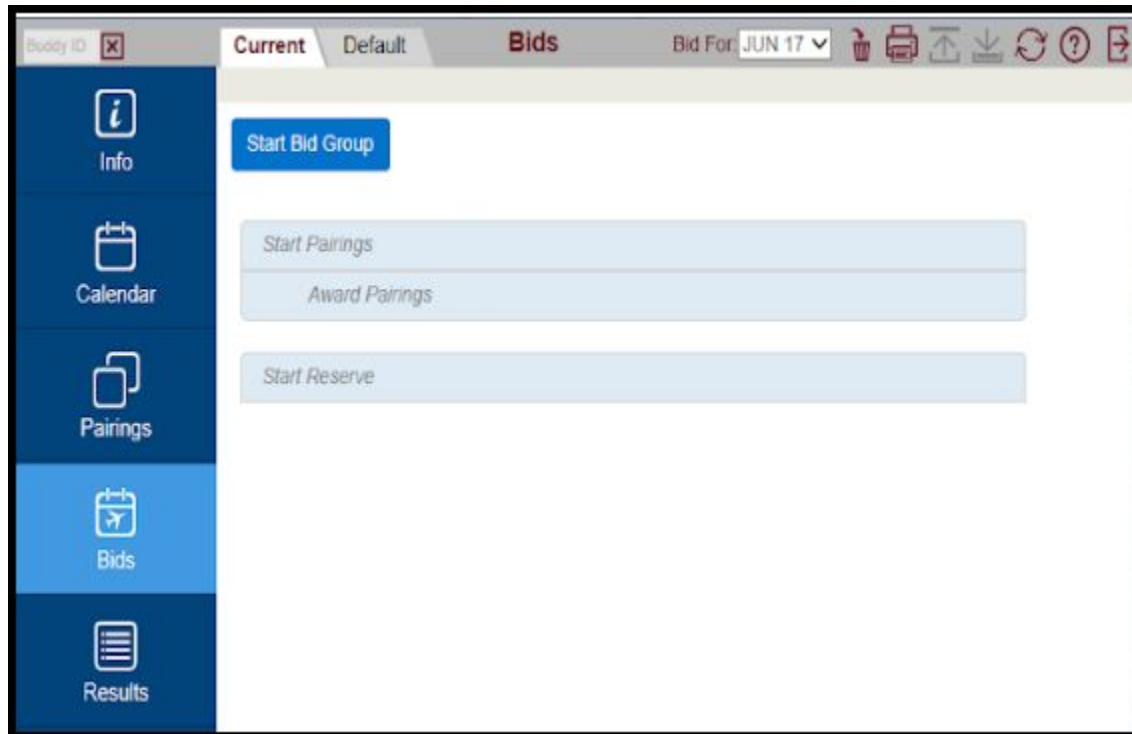 Buddy ID
Current Default Bids Bid For: JUN 17
Info
Start Bid Group
Start Pairings
Calendar
Award Pairings
Start Reserve
Pairings
Bids
Results